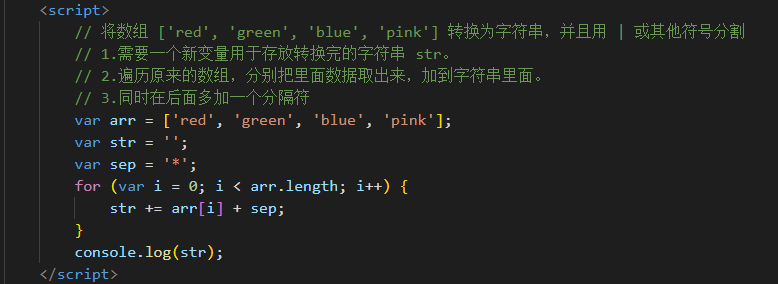 <script>
// 将数组 ['red', 'green', 'blue', 'pink'] 转换为字符串，并且用 | 或其他符号分割
// 1.需要一个新变量用于存放转换完的字符串 str。
// 2.遍历原来的数组，分别把里面数据取出来，加到字符串里面。
// 3.同时在后面多加一个分隔符
var arr = ['red', 'green', 'blue', 'pink'];
var str = '';
var sep = '*';
for (var i = 0; i < arr.length; i++) {
str += arr[i] + sep;
}
console.log(str);
</script>